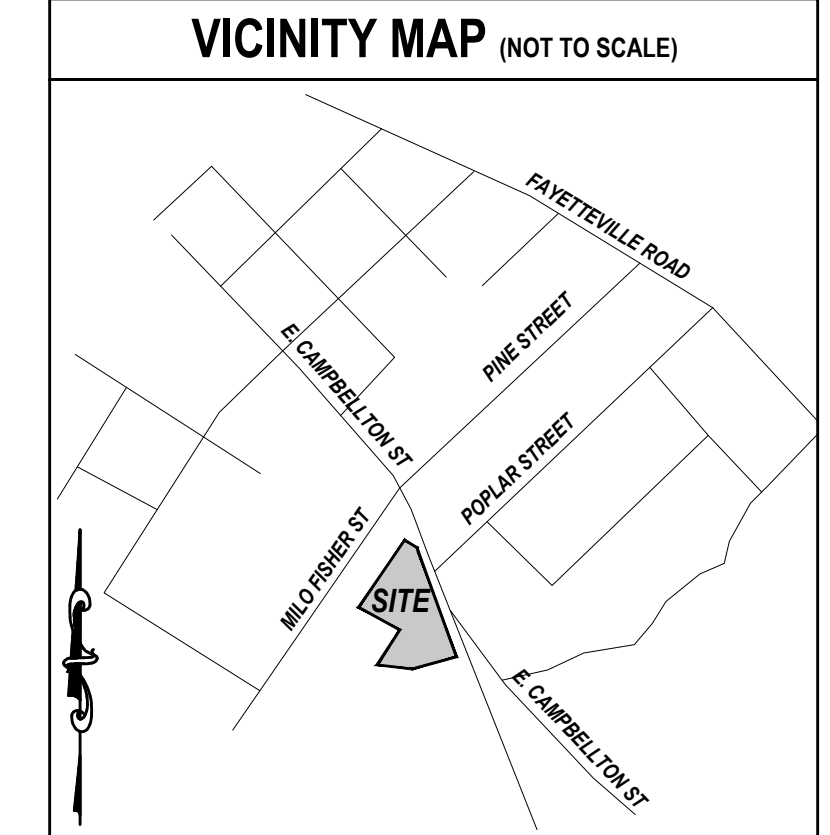 VICINITY MAP (NOT TO SCALE)
FAYETTEVILLE ROAD
PINE STREET
E. CAMPBELLTON ST
POPLAR STREET
MILO FISHER ST
SITE
E. CAMPBELLTON ST